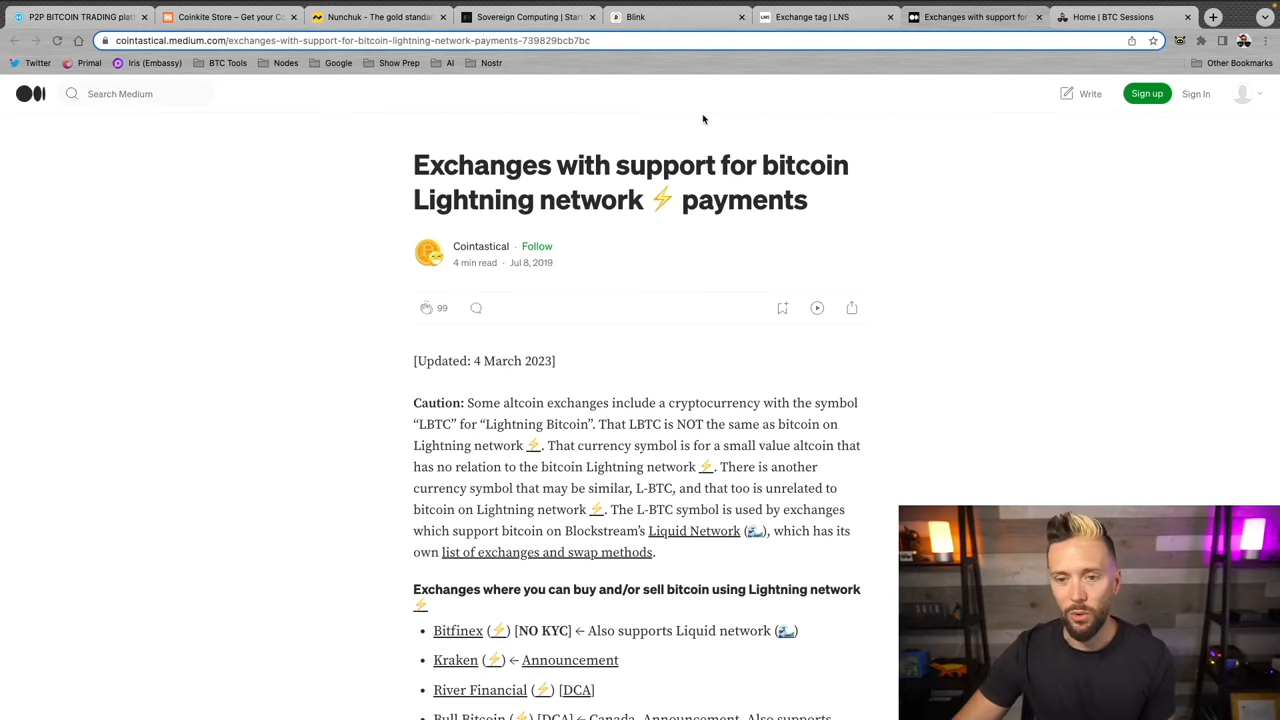 P2P BITCOIN TRADING plat
Coinkite Store – Get your Co
Nunchuk - The gold standar
Sovereign Computing | Start
Blink
Exchange tag | LNS
Exchanges with support for
Home | BTC Sessions
cointastical.medium.com/exchanges-with-support-for-bitcoin-lightning-network-payments-739829bcb7bc
Twitter
Primal
Iris (Embassy)
BTC Tools
Nodes
Google
Show Prep
AI
Nostr
Other Bookmarks
Search Medium
Write
Sign up
Sign In
Exchanges with support for bitcoin
Lightning network ⚡ payments
Cointastical · Follow
4 min read · Jul 8, 2019
99
[Updated: 4 March 2023]
Caution: Some altcoin exchanges include a cryptocurrency with the symbol
“LBTC” for “Lightning Bitcoin”. That LBTC is NOT the same as bitcoin on
Lightning network ⚡. That currency symbol is for a small value altcoin that
has no relation to the bitcoin Lightning network ⚡. There is another
currency symbol that may be similar, L-BTC, and that too is unrelated to
bitcoin on Lightning network ⚡. The L-BTC symbol is used by exchanges
which support bitcoin on Blockstream’s Liquid Network (🌊), which has its
own list of exchanges and swap methods.
Exchanges where you can buy and/or sell bitcoin using Lightning network
⚡
• Bitfinex (⚡) [NO KYC] ← Also supports Liquid network (🌊)
• Kraken (⚡) ← Announcement
• River Financial (⚡) [DCA]
• Bull Bitcoin (⚡) [DCA] ← Canada, Announcement, Also supports